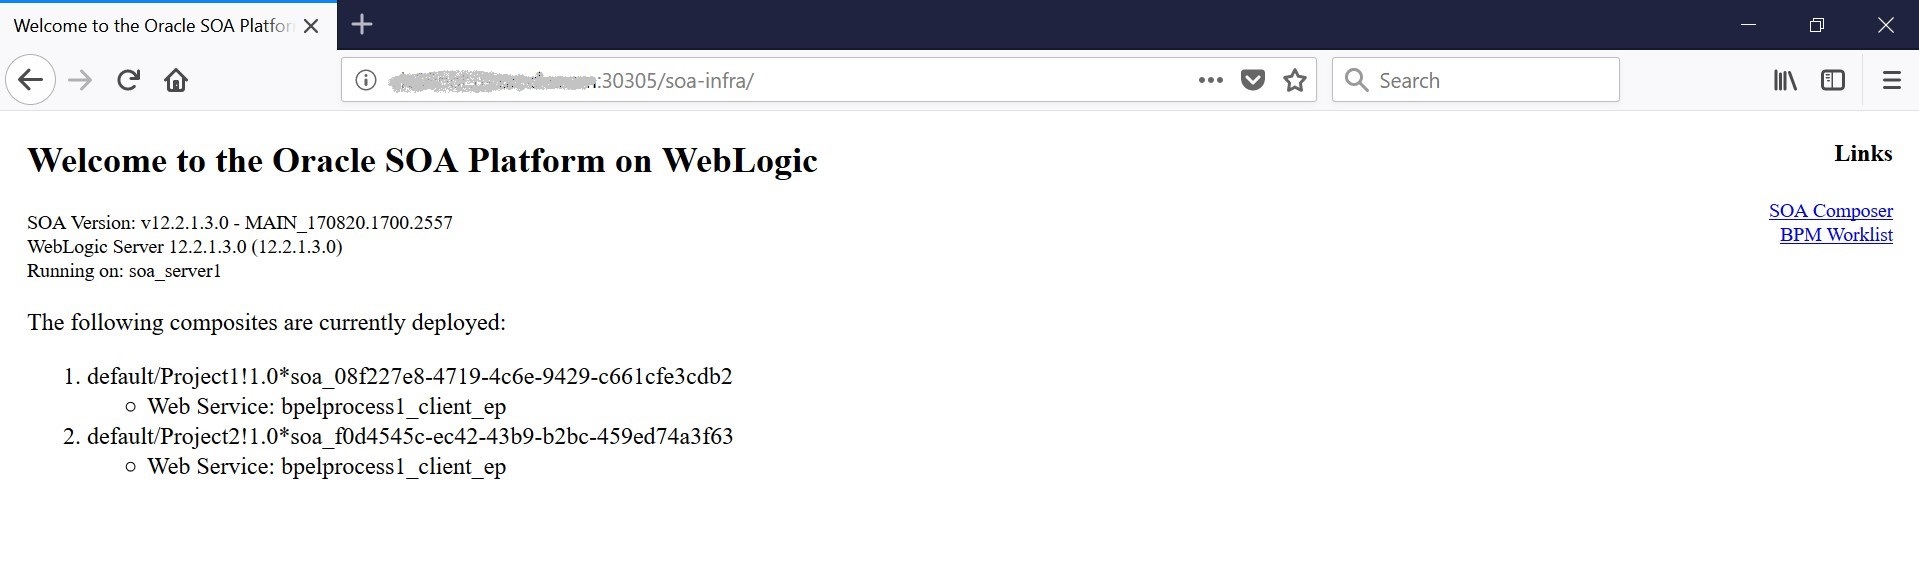 Welcome to the Oracle SOA Platfor
:30305/soa-infra/
Search
Welcome to the Oracle SOA Platform on WebLogic
Links
SOA Version: v12.2.1.3.0 - MAIN_170820.1700.2557
WebLogic Server 12.2.1.3.0 (12.2.1.3.0)
Running on: soa_server1
SOA Composer
BPM Worklist
The following composites are currently deployed:
1. default/Project1!1.0*soa_08f227e8-4719-4c6e-9429-c661cfe3cdb2
○ Web Service: bpelprocess1_client_ep
2. default/Project2!1.0*soa_f0d4545c-ec42-43b9-b2bc-459ed74a3f63
○ Web Service: bpelprocess1_client_ep